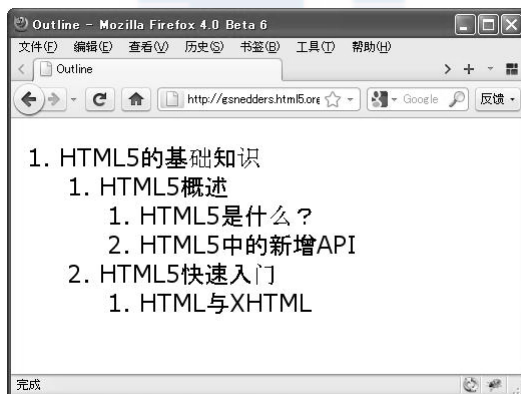 Outline - Mozilla Firefox 4.0 Beta 6
文件(F) 编辑(E) 查看(V) 历史(S) 书签(B) 工具(T) 帮助(H)
Outline
http://gsnedders.html5.org Google 反馈
1. HTML5的基础知识
1. HTML5概述
1. HTML5是什么？
2. HTML5中的新增API
2. HTML5快速入门
1. HTML与XHTML
完成